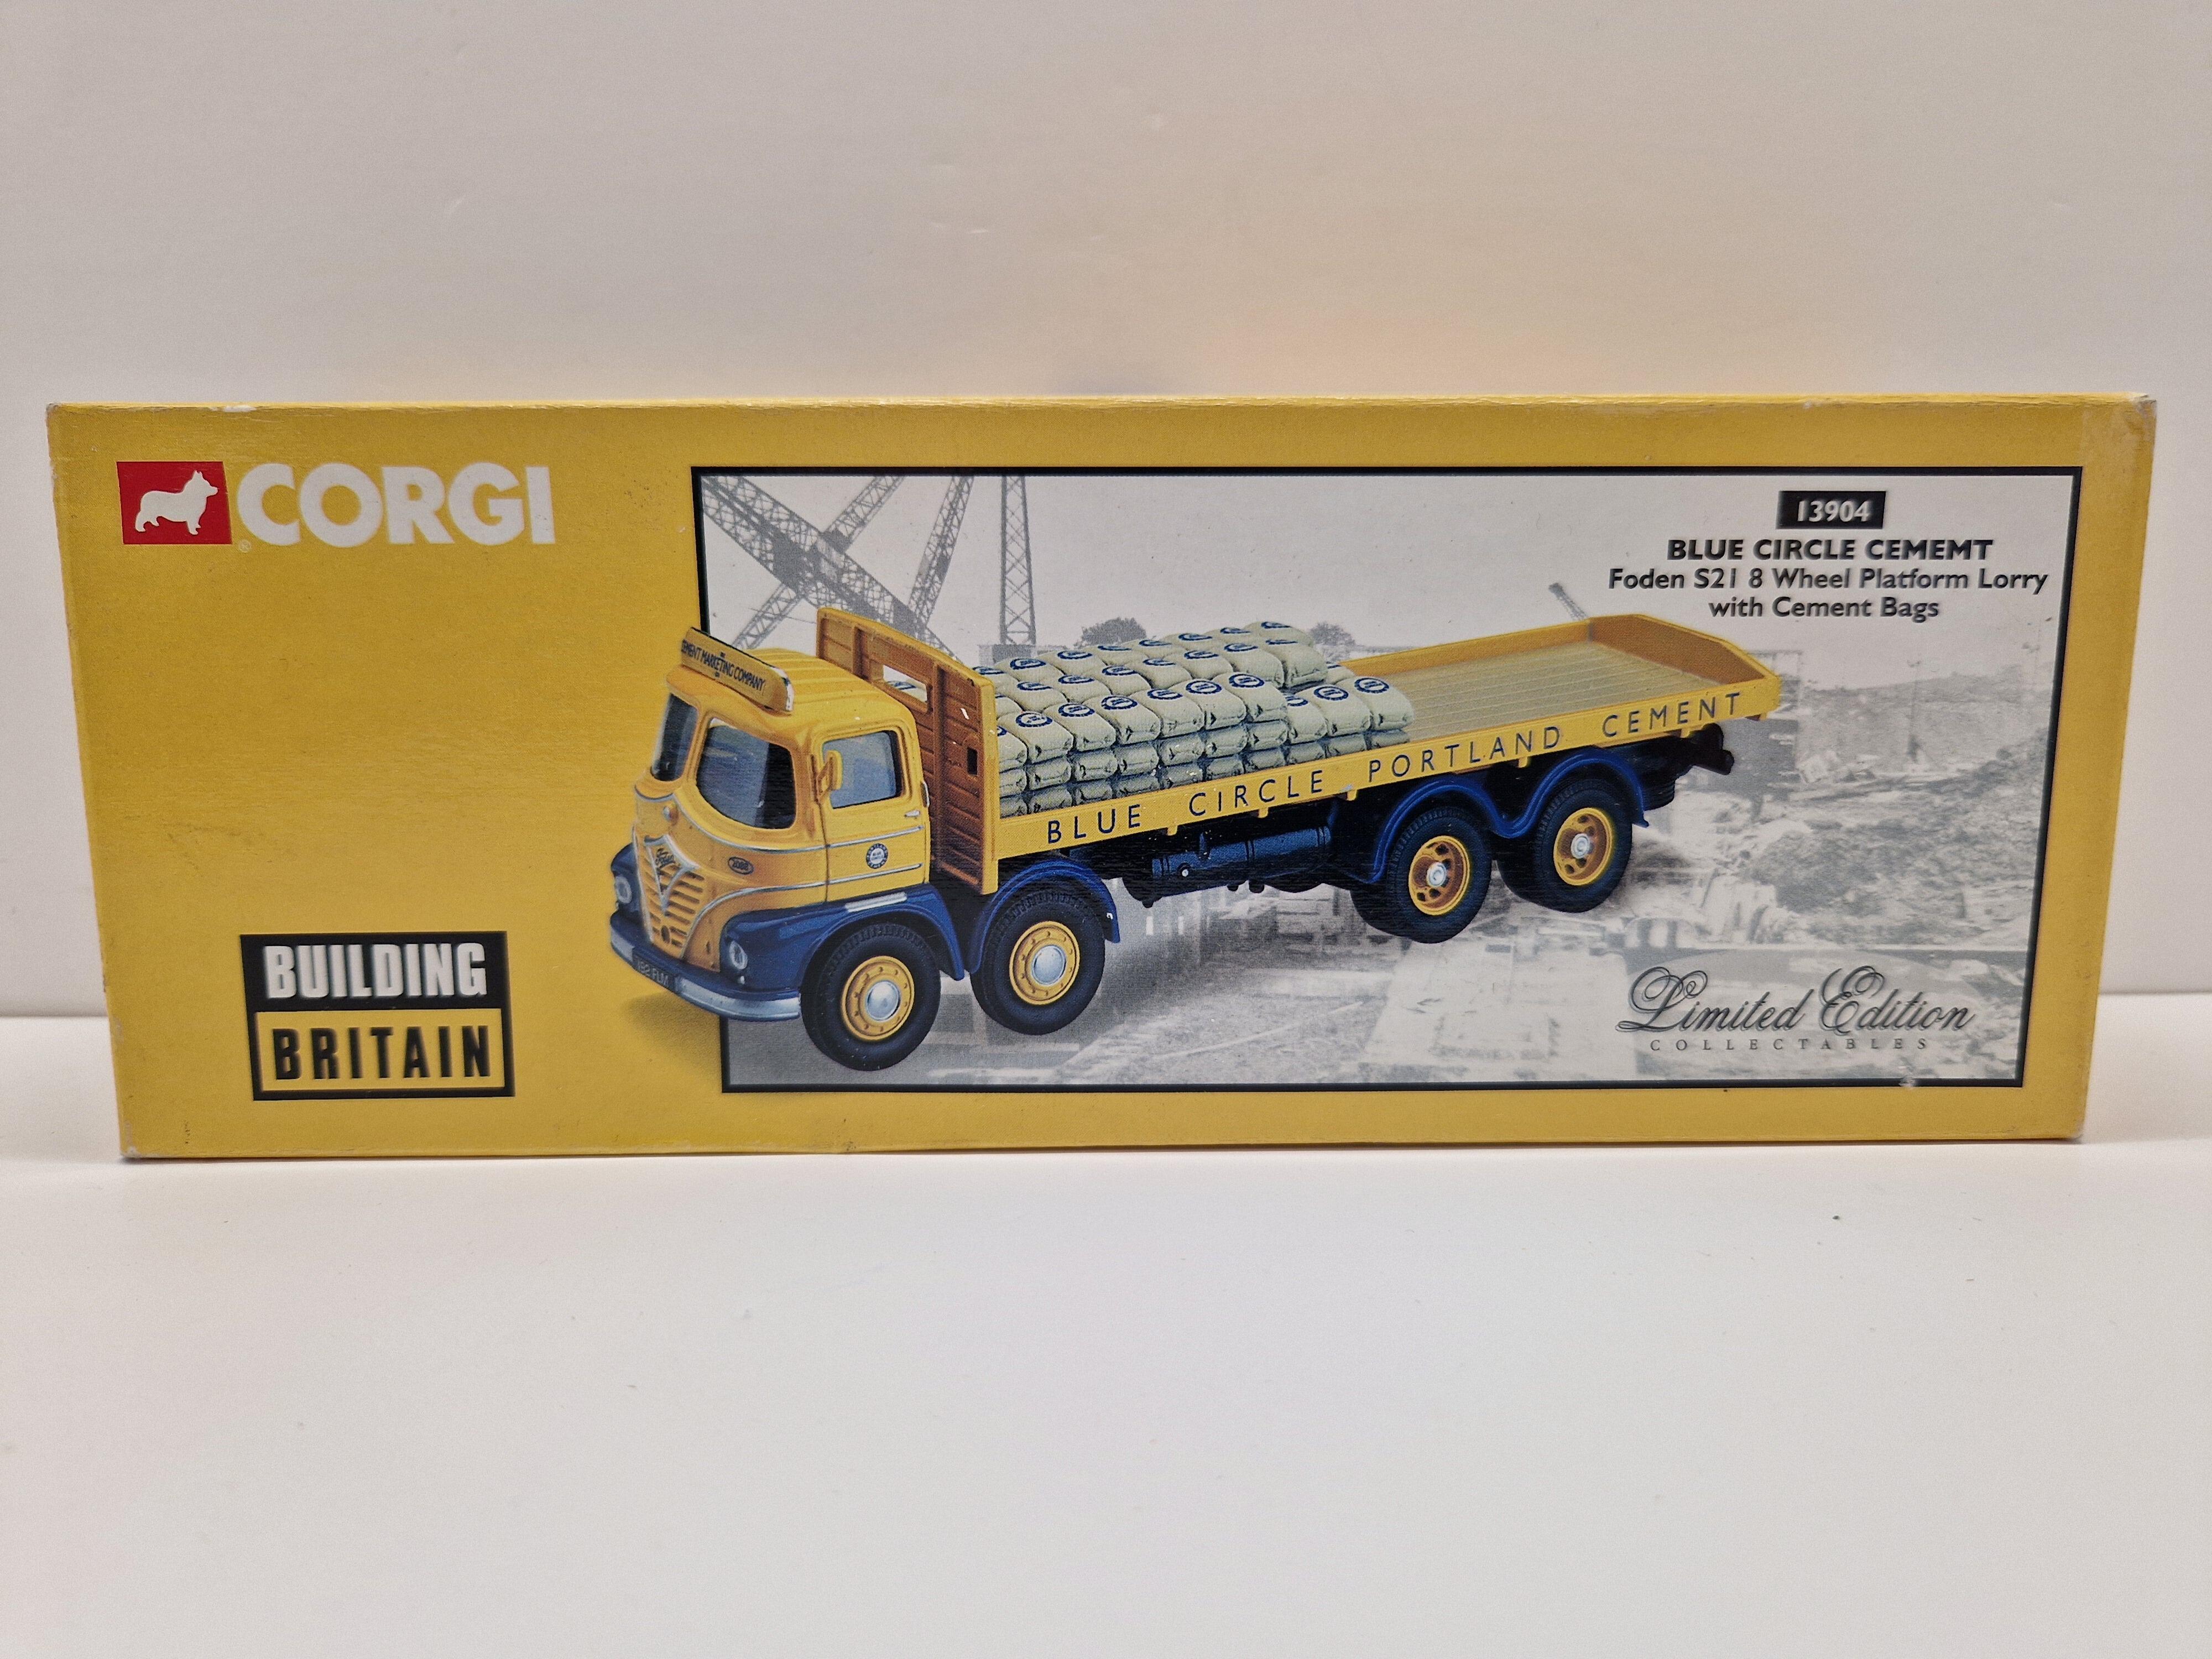 CORGI
BUILDING
BRITAIN
13904
BLUE CIRCLE CEMEMT
Foden S21 8 Wheel Platform Lorry
with Cement Bags
CEMENT MARKETING COMPANY
BLUE CIRCLE PORTLAND CEMENT
Foden
Limited Edition
COLLECTABLES